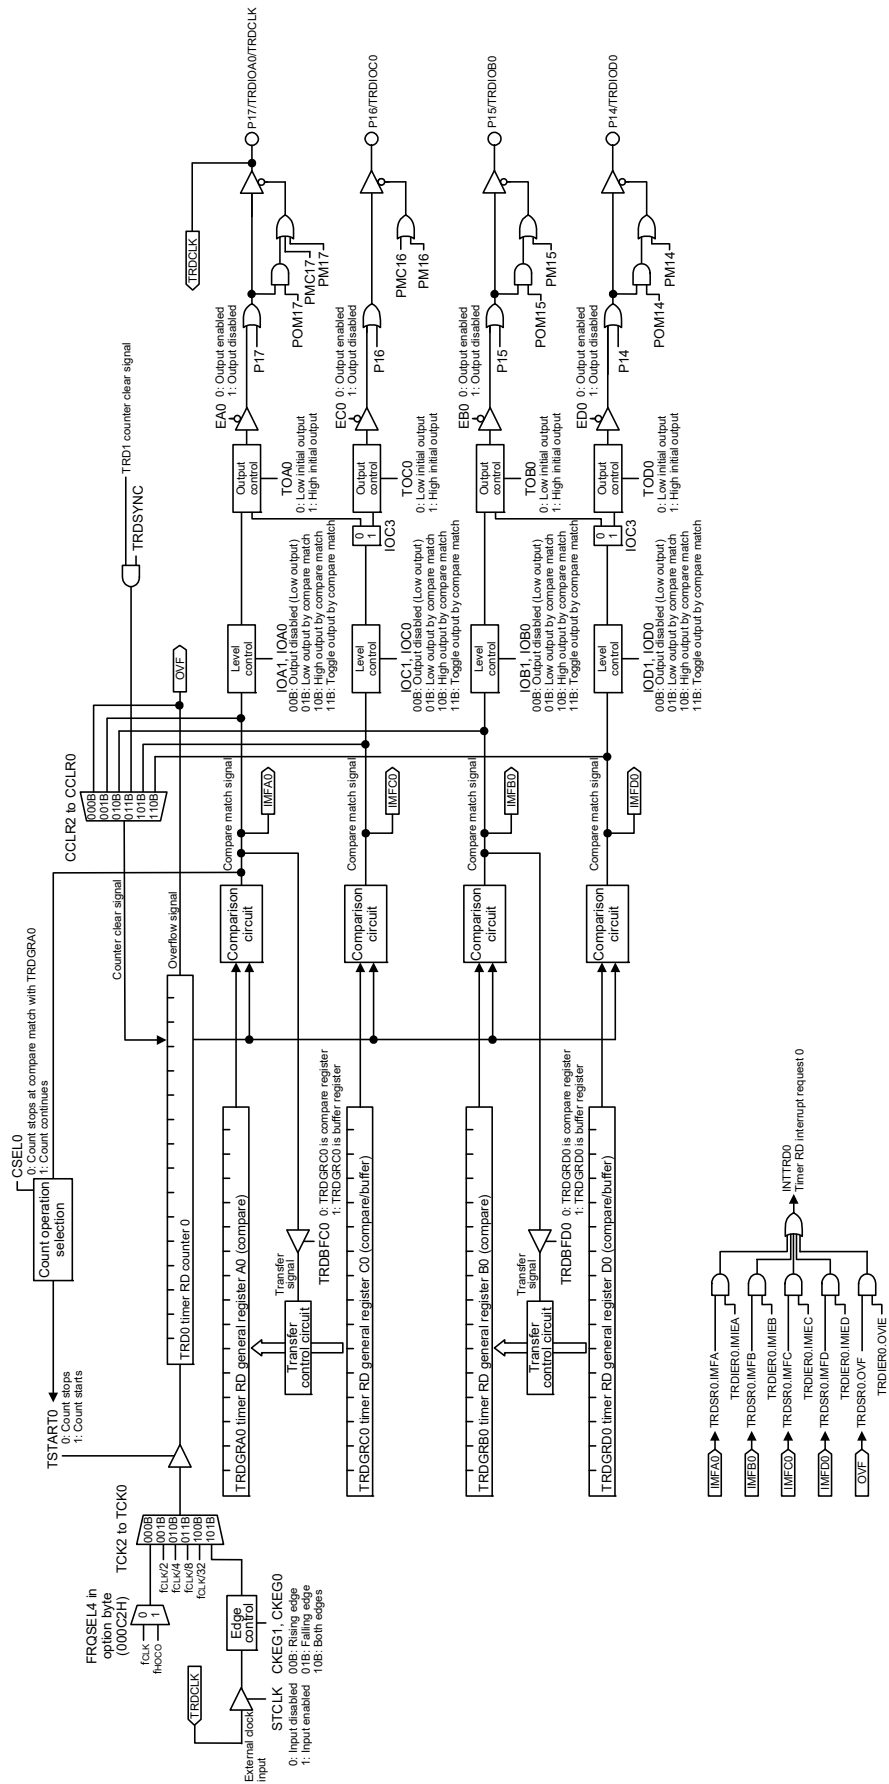 CSEL0
0: Count stops at compare match with TRDGRA0
1: Count continues
Count operation
selection
TSTART0
0: Count stops
1: Count starts
TCK2 to TCK0
000B
001B
010B
011B
100B
101B
fCLK/2
fCLK/4
fCLK/8
fCLK/32
FRQSEL4 in
option byte
(000C2H)
fCLK
fHOCO
0
1
TRDCLK
External clock
input
STCLK
0: Input disabled
1: Input enabled
Edge
control
CKEG1, CKEG0
00B: Rising edge
01B: Falling edge
10B: Both edges
TRD0 timer RD counter 0
Counter clear signal
Overflow signal
CCLR2 to CCLR0
000B
001B
010B
011B
101B
110B
OVF
TRD1 counter clear signal
TRDSYNC
TRDCLK
TRDGRA0 timer RD general register A0 (compare)
Comparison
circuit
Compare match signal
IMFA0
Level
control
IOA1, IOA0
00B: Output disabled (Low output)
01B: Low output by compare match
10B: High output by compare match
11B: Toggle output by compare match
Output
control
TOA0
0: Low initial output
1: High initial output
EA0
0: Output enabled
1: Output disabled
P17
POM17
PMC17
PM17
P17/TRDIOA0/TRDCLK
Transfer
control circuit
Transfer
signal
TRDBFC0
0: TRDGRC0 is compare register
1: TRDGRC0 is buffer register
TRDGRC0 timer RD general register C0 (compare/buffer)
Comparison
circuit
Compare match signal
IMFC0
Level
control
IOC1, IOC0
00B: Output disabled (Low output)
01B: Low output by compare match
10B: High output by compare match
11B: Toggle output by compare match
0
1
IOC3
Output
control
TOC0
0: Low initial output
1: High initial output
EC0
0: Output enabled
1: Output disabled
P16
PMC16
PM16
P16/TRDIOC0
TRDGRB0 timer RD general register B0 (compare)
Comparison
circuit
Compare match signal
IMFB0
Level
control
IOB1, IOB0
00B: Output disabled (Low output)
01B: Low output by compare match
10B: High output by compare match
11B: Toggle output by compare match
Output
control
TOB0
0: Low initial output
1: High initial output
EB0
0: Output enabled
1: Output disabled
P15
POM15
PM15
P15/TRDIOB0
Transfer
control circuit
Transfer
signal
TRDBFD0
0: TRDGRD0 is compare register
1: TRDGRD0 is buffer register
TRDGRD0 timer RD general register D0 (compare/buffer)
Comparison
circuit
Compare match signal
IMFD0
Level
control
IOD1, IOD0
00B: Output disabled (Low output)
01B: Low output by compare match
10B: High output by compare match
11B: Toggle output by compare match
0
1
IOC3
Output
control
TOD0
0: Low initial output
1: High initial output
ED0
0: Output enabled
1: Output disabled
P14
POM14
PM14
P14/TRDIOD0
IMFA0
TRDSR0.IMFA
TRDIER0.IMIEA
IMFB0
TRDSR0.IMFB
TRDIER0.IMIEB
IMFC0
TRDSR0.IMFC
TRDIER0.IMIEC
IMFD0
TRDSR0.IMFD
TRDIER0.IMIED
OVF
TRDSR0.OVF
TRDIER0.OVIE
INTTRD0
Timer RD interrupt request 0